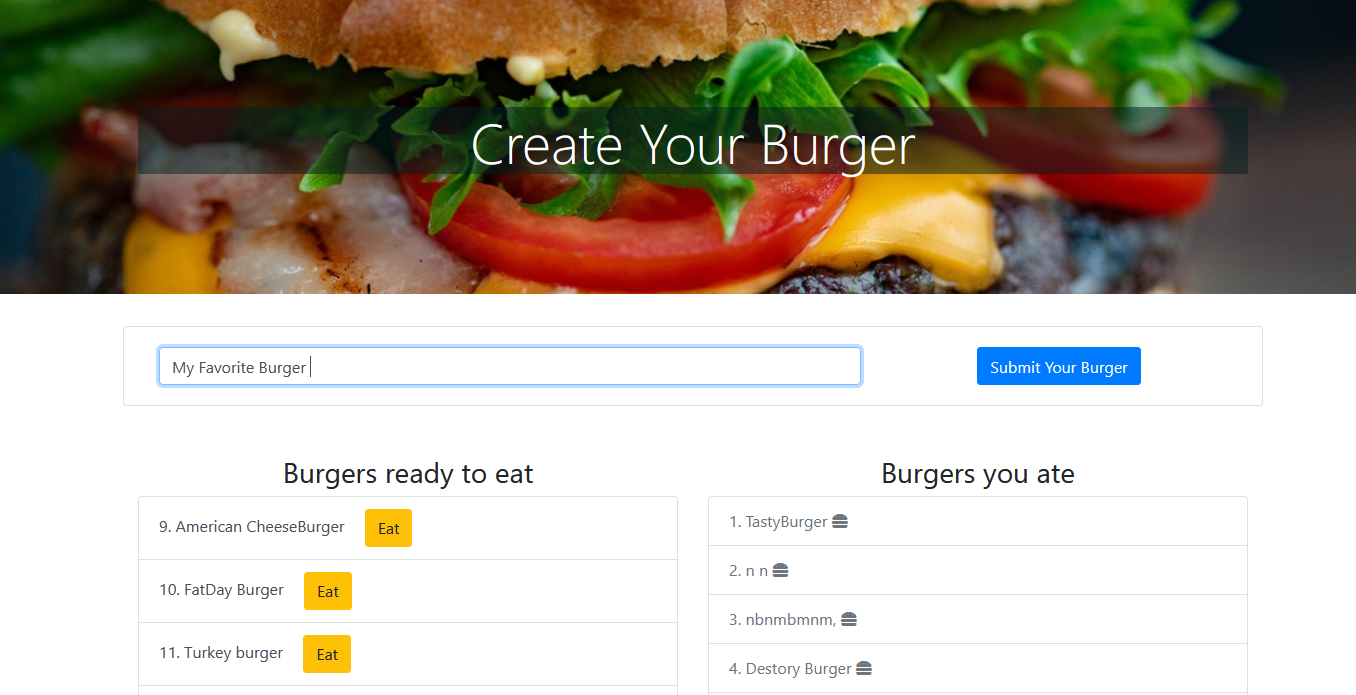 Create Your Burger
My Favorite Burger
Submit Your Burger
Burgers ready to eat
9. American CheeseBurger Eat
10. FatDay Burger Eat
11. Turkey burger Eat
Burgers you ate
1. TastyBurger
2. n n
3. nbnmbmnm,
4. Destory Burger